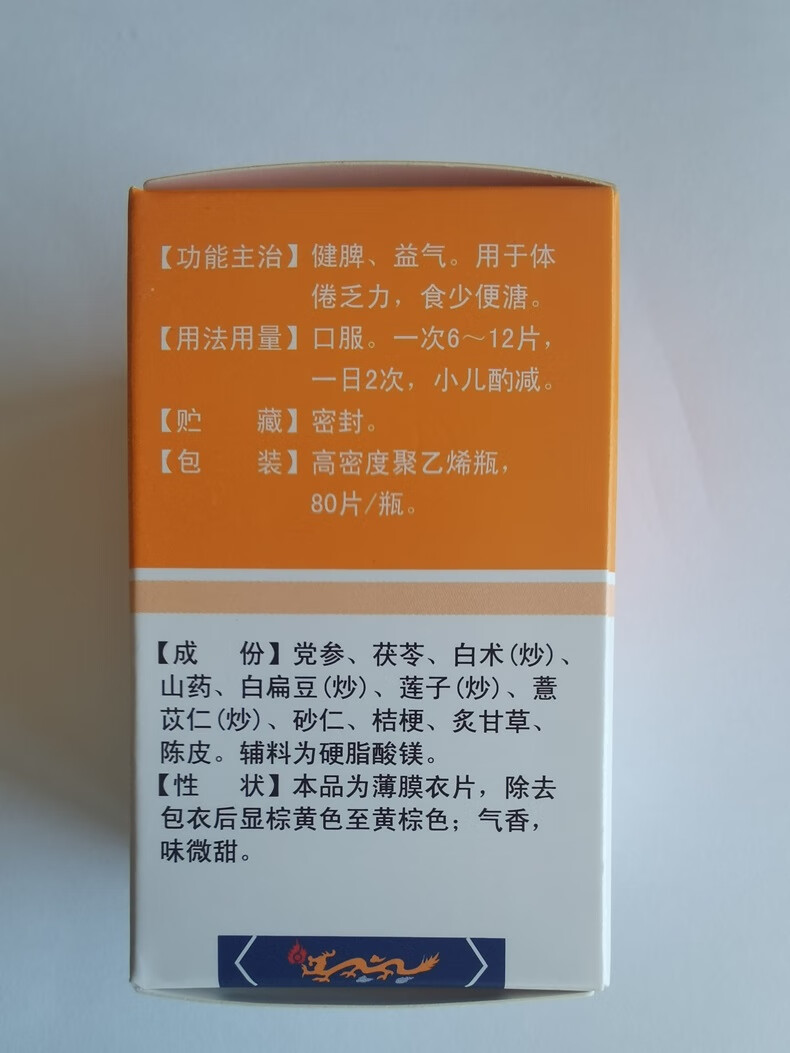 【功能主治】健脾、益气。用于体
倦乏力，食少便溏。
【用法用量】口服。一次6～12片，
一日2次，小儿酌减。
【贮　　藏】密封。
【包　　装】高密度聚乙烯瓶，
80片/瓶。
【成　份】党参、茯苓、白术(炒)、
山药、白扁豆(炒)、莲子(炒)、薏
苡仁(炒)、砂仁、桔梗、炙甘草、
陈皮。辅料为硬脂酸镁。
【性　状】本品为薄膜衣片，除去
包衣后显棕黄色至黄棕色；气香，
味微甜。